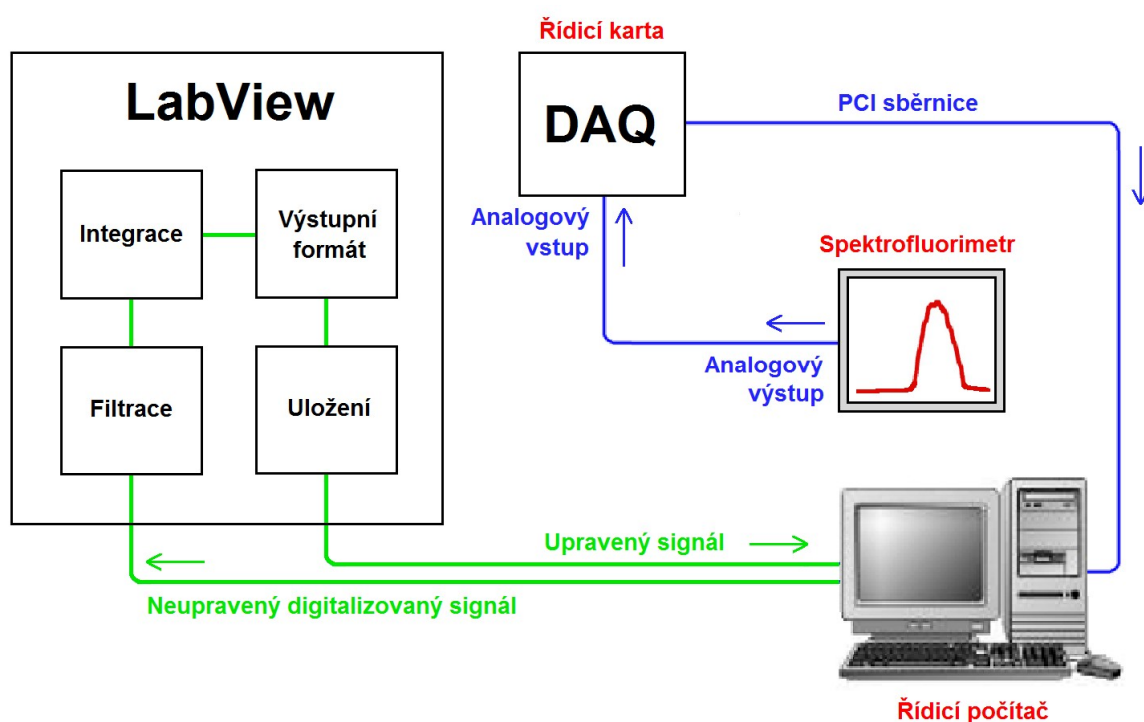 Řídicí karta
LabView
DAQ
PCI sběrnice
Integrace
Výstupní
formát
Analogový
vstup
Spektrofluorimetr
Filtrace
Uložení
Analogový
výstup
Upravený signál
Neupravený digitalizovaný signál
Řídicí počítač